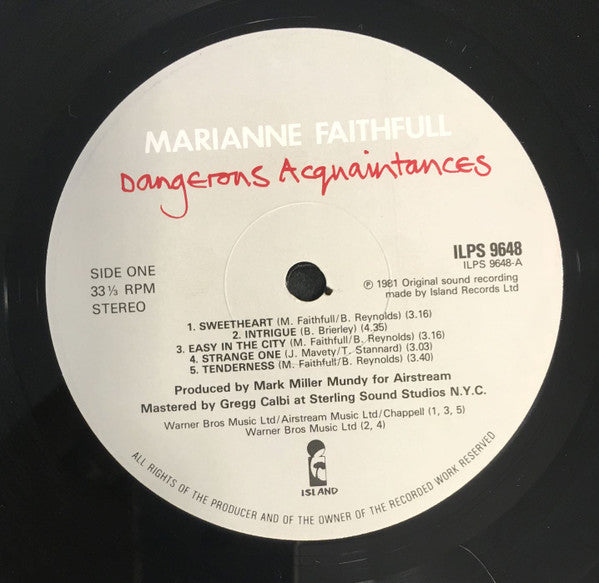 MARIANNE FAITHFULL
Dangerous Acquaintances
SIDE ONE
33⅓ RPM
STEREO
ILPS 9648
ILPS 9648-A
℗ 1981 Original sound recording
made by Island Records Ltd
1. SWEETHEART (M. Faithfull/B. Reynolds) (3.16)
2. INTRIGUE (B. Brierley) (4.35)
3. EASY IN THE CITY (M. Faithfull/B. Reynolds) (3.16)
4. STRANGE ONE (J. Mavety/T. Stannard) (3.03)
5. TENDERNESS (M. Faithfull/B. Reynolds) (3.40)
Produced by Mark Miller Mundy for Airstream
Mastered by Gregg Calbi at Sterling Sound Studios N.Y.C.
Warner Bros Music Ltd/Airstream Music Ltd/Chappell (1, 3, 5)
Warner Bros Music Ltd (2, 4)
ISLAND
ALL RIGHTS OF THE PRODUCER AND OF THE OWNER OF THE RECORDED WORK RESERVED